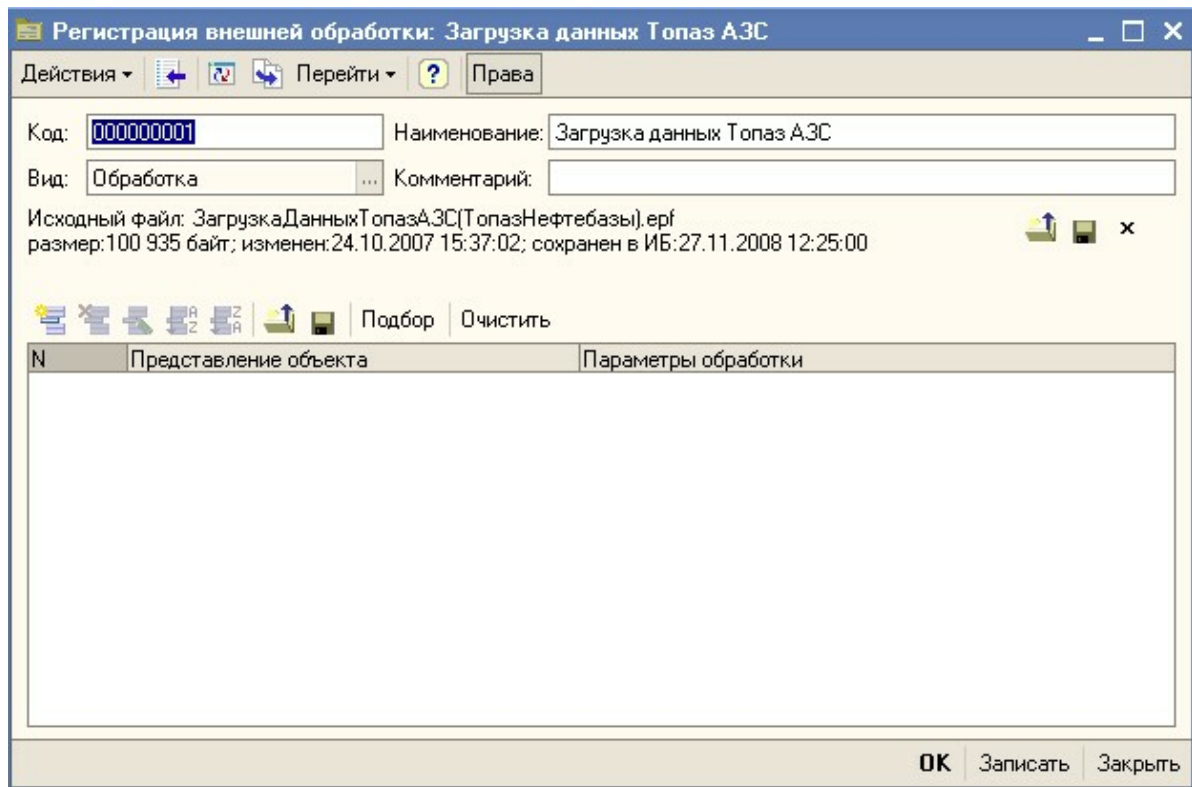 Регистрация внешней обработки: Загрузка данных Топаз АЗС
Действия Перейти ? Права
Код: 000000001 Наименование: Загрузка данных Топаз АЗС
Вид: Обработка ... Комментарий:
Исходный файл: ЗагрузкаДанныхТопазАЗС(ТопазНефтебазы).epf
размер:100 935 байт; изменен:24.10.2007 15:37:02; сохранен в ИБ:27.11.2008 12:25:00
Подбор Очистить
N Представление объекта Параметры обработки
OK Записать Закрыть